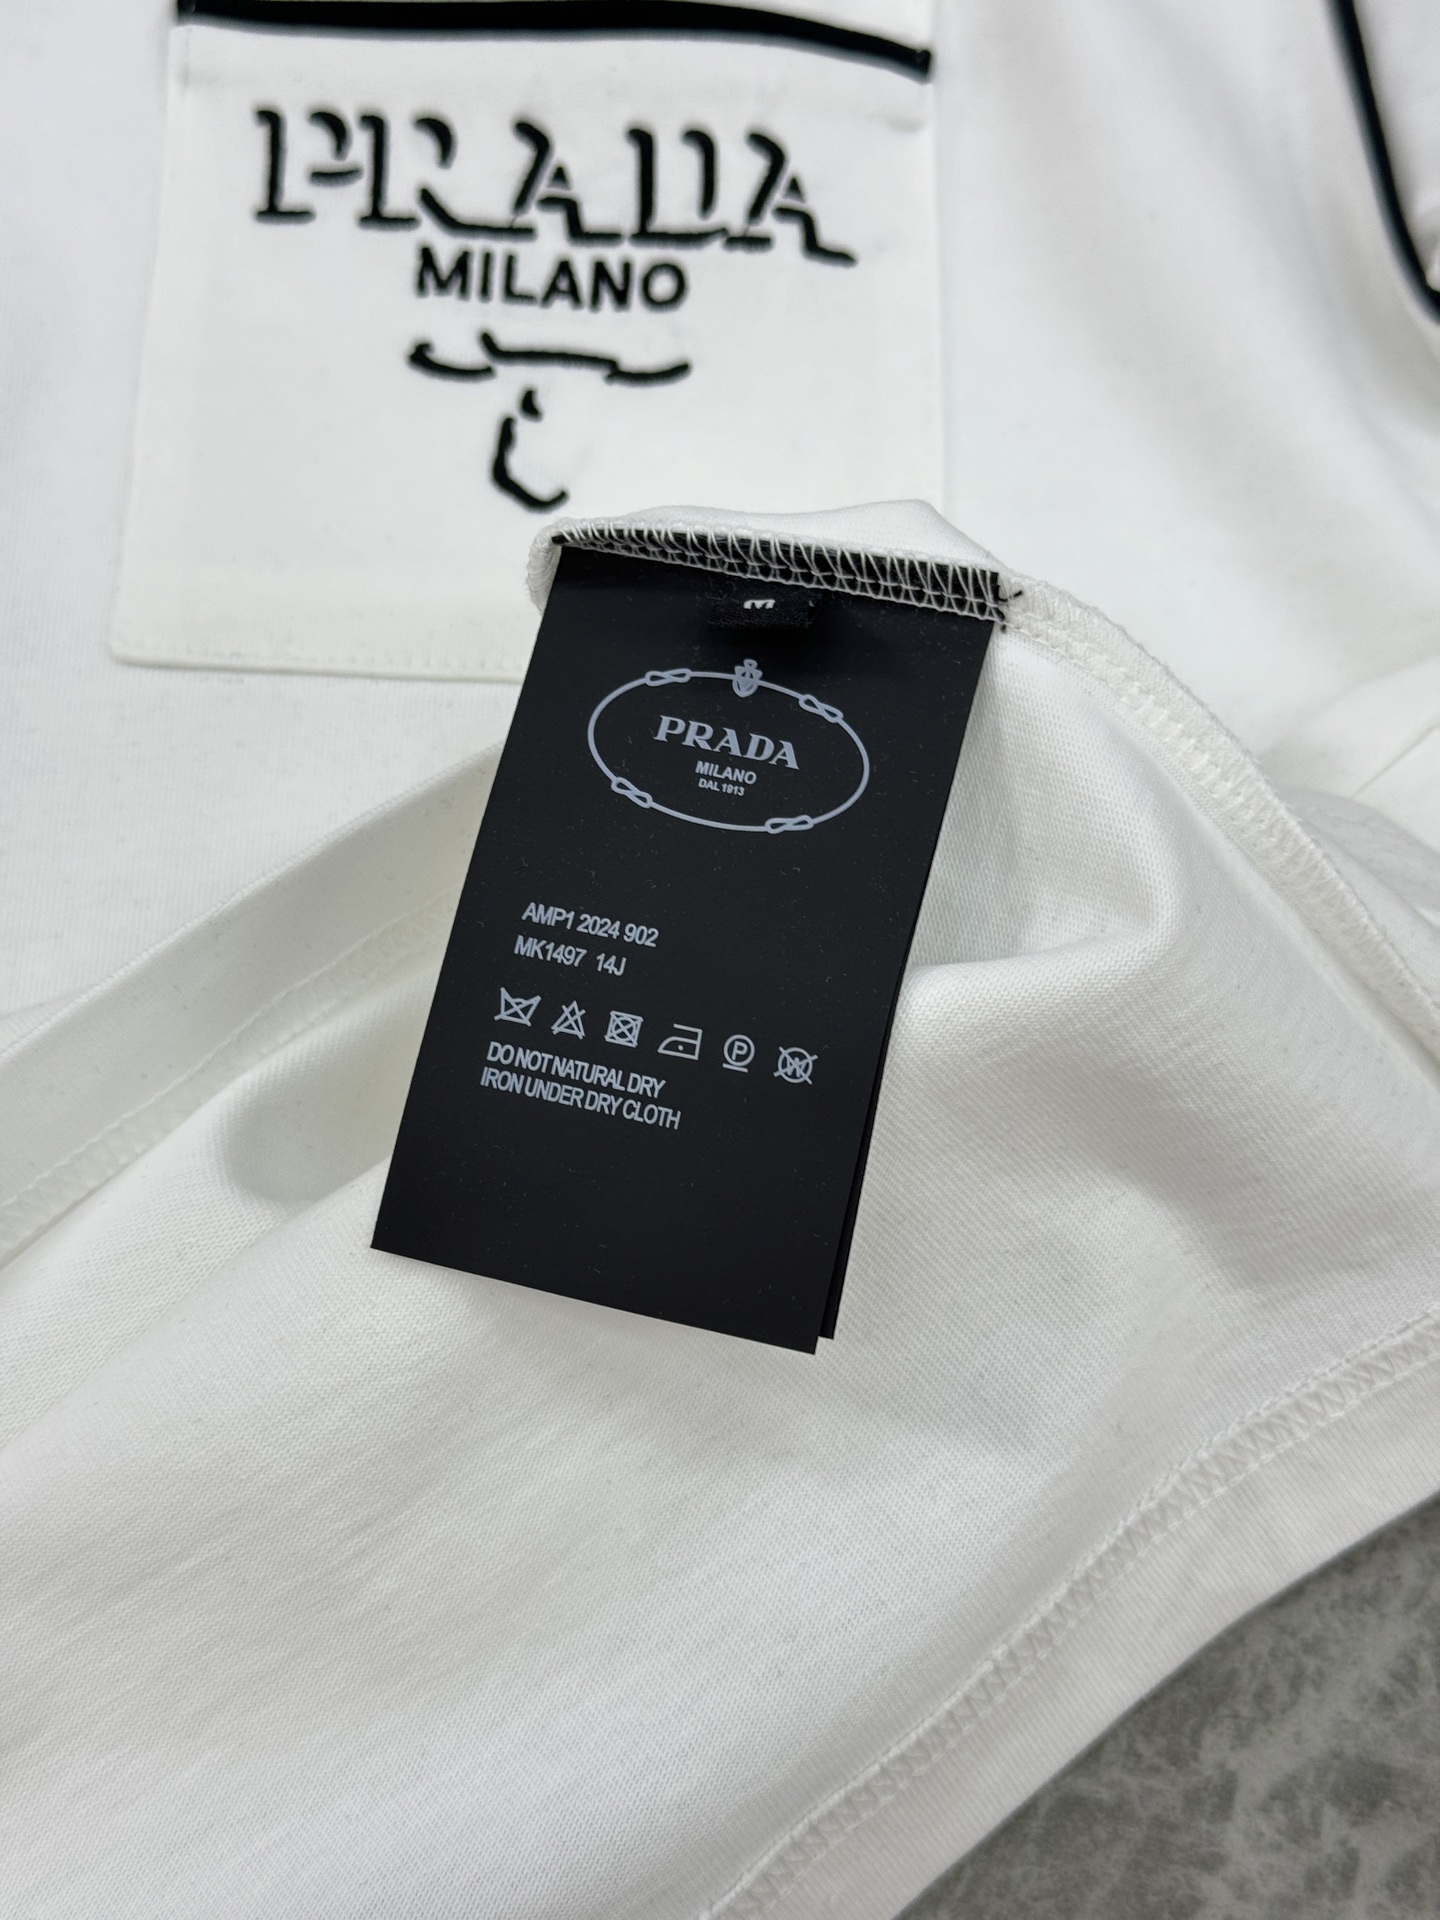 PRADA
MILANO
M
PRADA
MILANO
DAL 1913
AMP1 2024 902
MK1497 14J
P
W
DO NOT NATURAL DRY
IRON UNDER DRY CLOTH